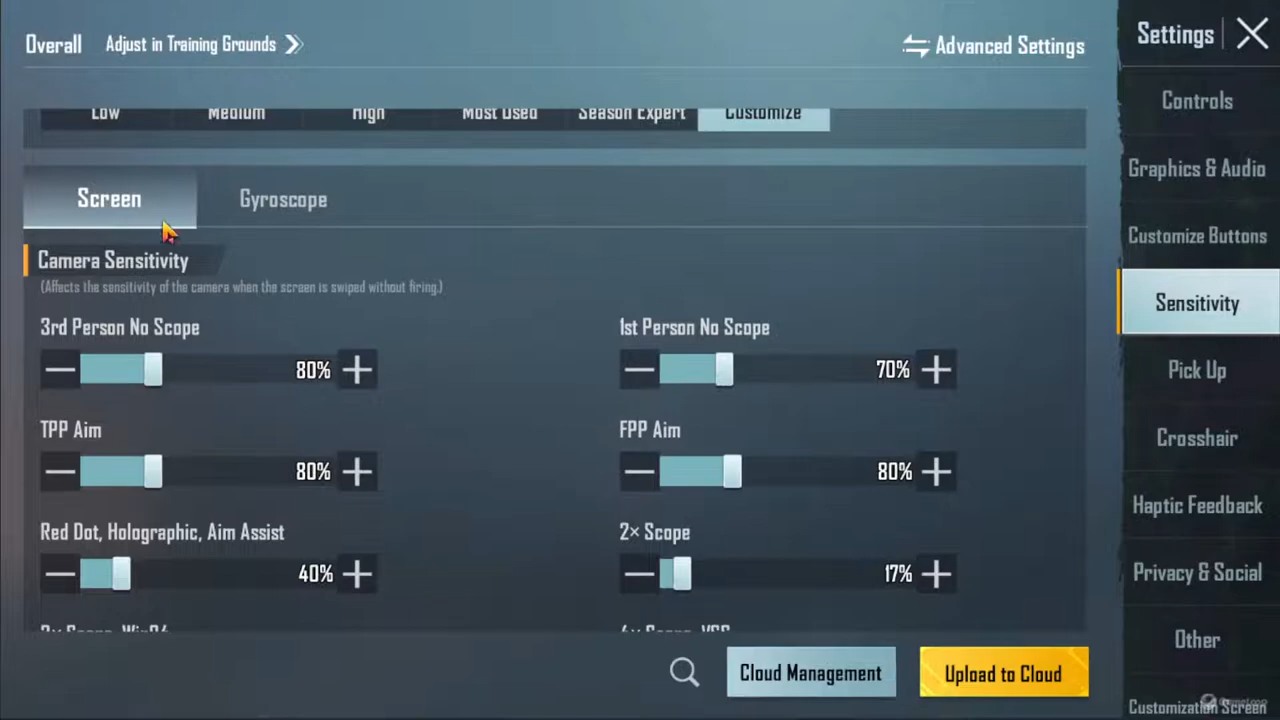 Overall
Adjust in Training Grounds
Advanced Settings
Settings
Low
Medium
High
Most Used
Season Expert
Customize
Screen
Gyroscope
Camera Sensitivity
(Affects the sensitivity of the camera when the screen is swiped without firing.)
3rd Person No Scope
1st Person No Scope
80%
70%
TPP Aim
FPP Aim
80%
80%
Red Dot, Holographic, Aim Assist
2× Scope
40%
17%
Cloud Management
Upload to Cloud
Controls
Graphics & Audio
Customize Buttons
Sensitivity
Pick Up
Crosshair
Haptic Feedback
Privacy & Social
Other
Customization Screen